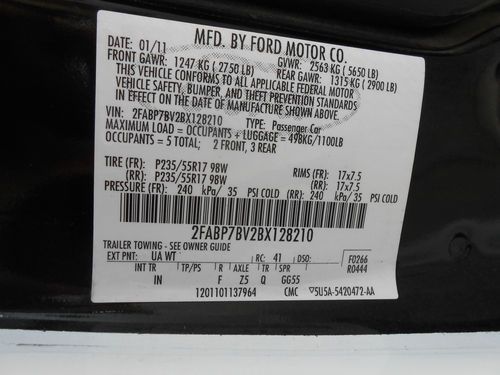 MFD. BY FORD MOTOR CO.
DATE: 01/11 GVWR: 2563 KG ( 5650 LB)
FRONT GAWR: 1247 KG ( 2750 LB) REAR GAWR: 1315 KG ( 2900 LB)
THIS VEHICLE CONFORMS TO ALL APPLICABLE FEDERAL MOTOR
VEHICLE SAFETY, BUMPER, AND THEFT PREVENTION STANDARDS
IN EFFECT ON THE DATE OF MANUFACTURE SHOWN ABOVE.
VIN: 2FABP7BV2BX128210 TYPE: Passenger Car
MAXIMUM LOAD = OCCUPANTS + LUGGAGE = 498KG/1100LB
OCCUPANTS = 5 TOTAL; 2 FRONT, 3 REAR
TIRE (FR): P235/55R17 98W RIMS (FR): 17x7.5
(RR): P235/55R17 98W (RR): 17x7.5
PRESSURE (FR): 240 kPa/ 35 PSI COLD (RR): 240 kPa/ 35 PSI COLD
2FABP7BV2BX128210
TRAILER TOWING - SEE OWNER GUIDE
EXT PNT: UA WT RC: 41 DSO: F0266
INT TR TP/PS R AXLE TR SPR R0444
IN F Z5 Q GG55
1201101137964 CMC ▽5U5A-5420472-AA